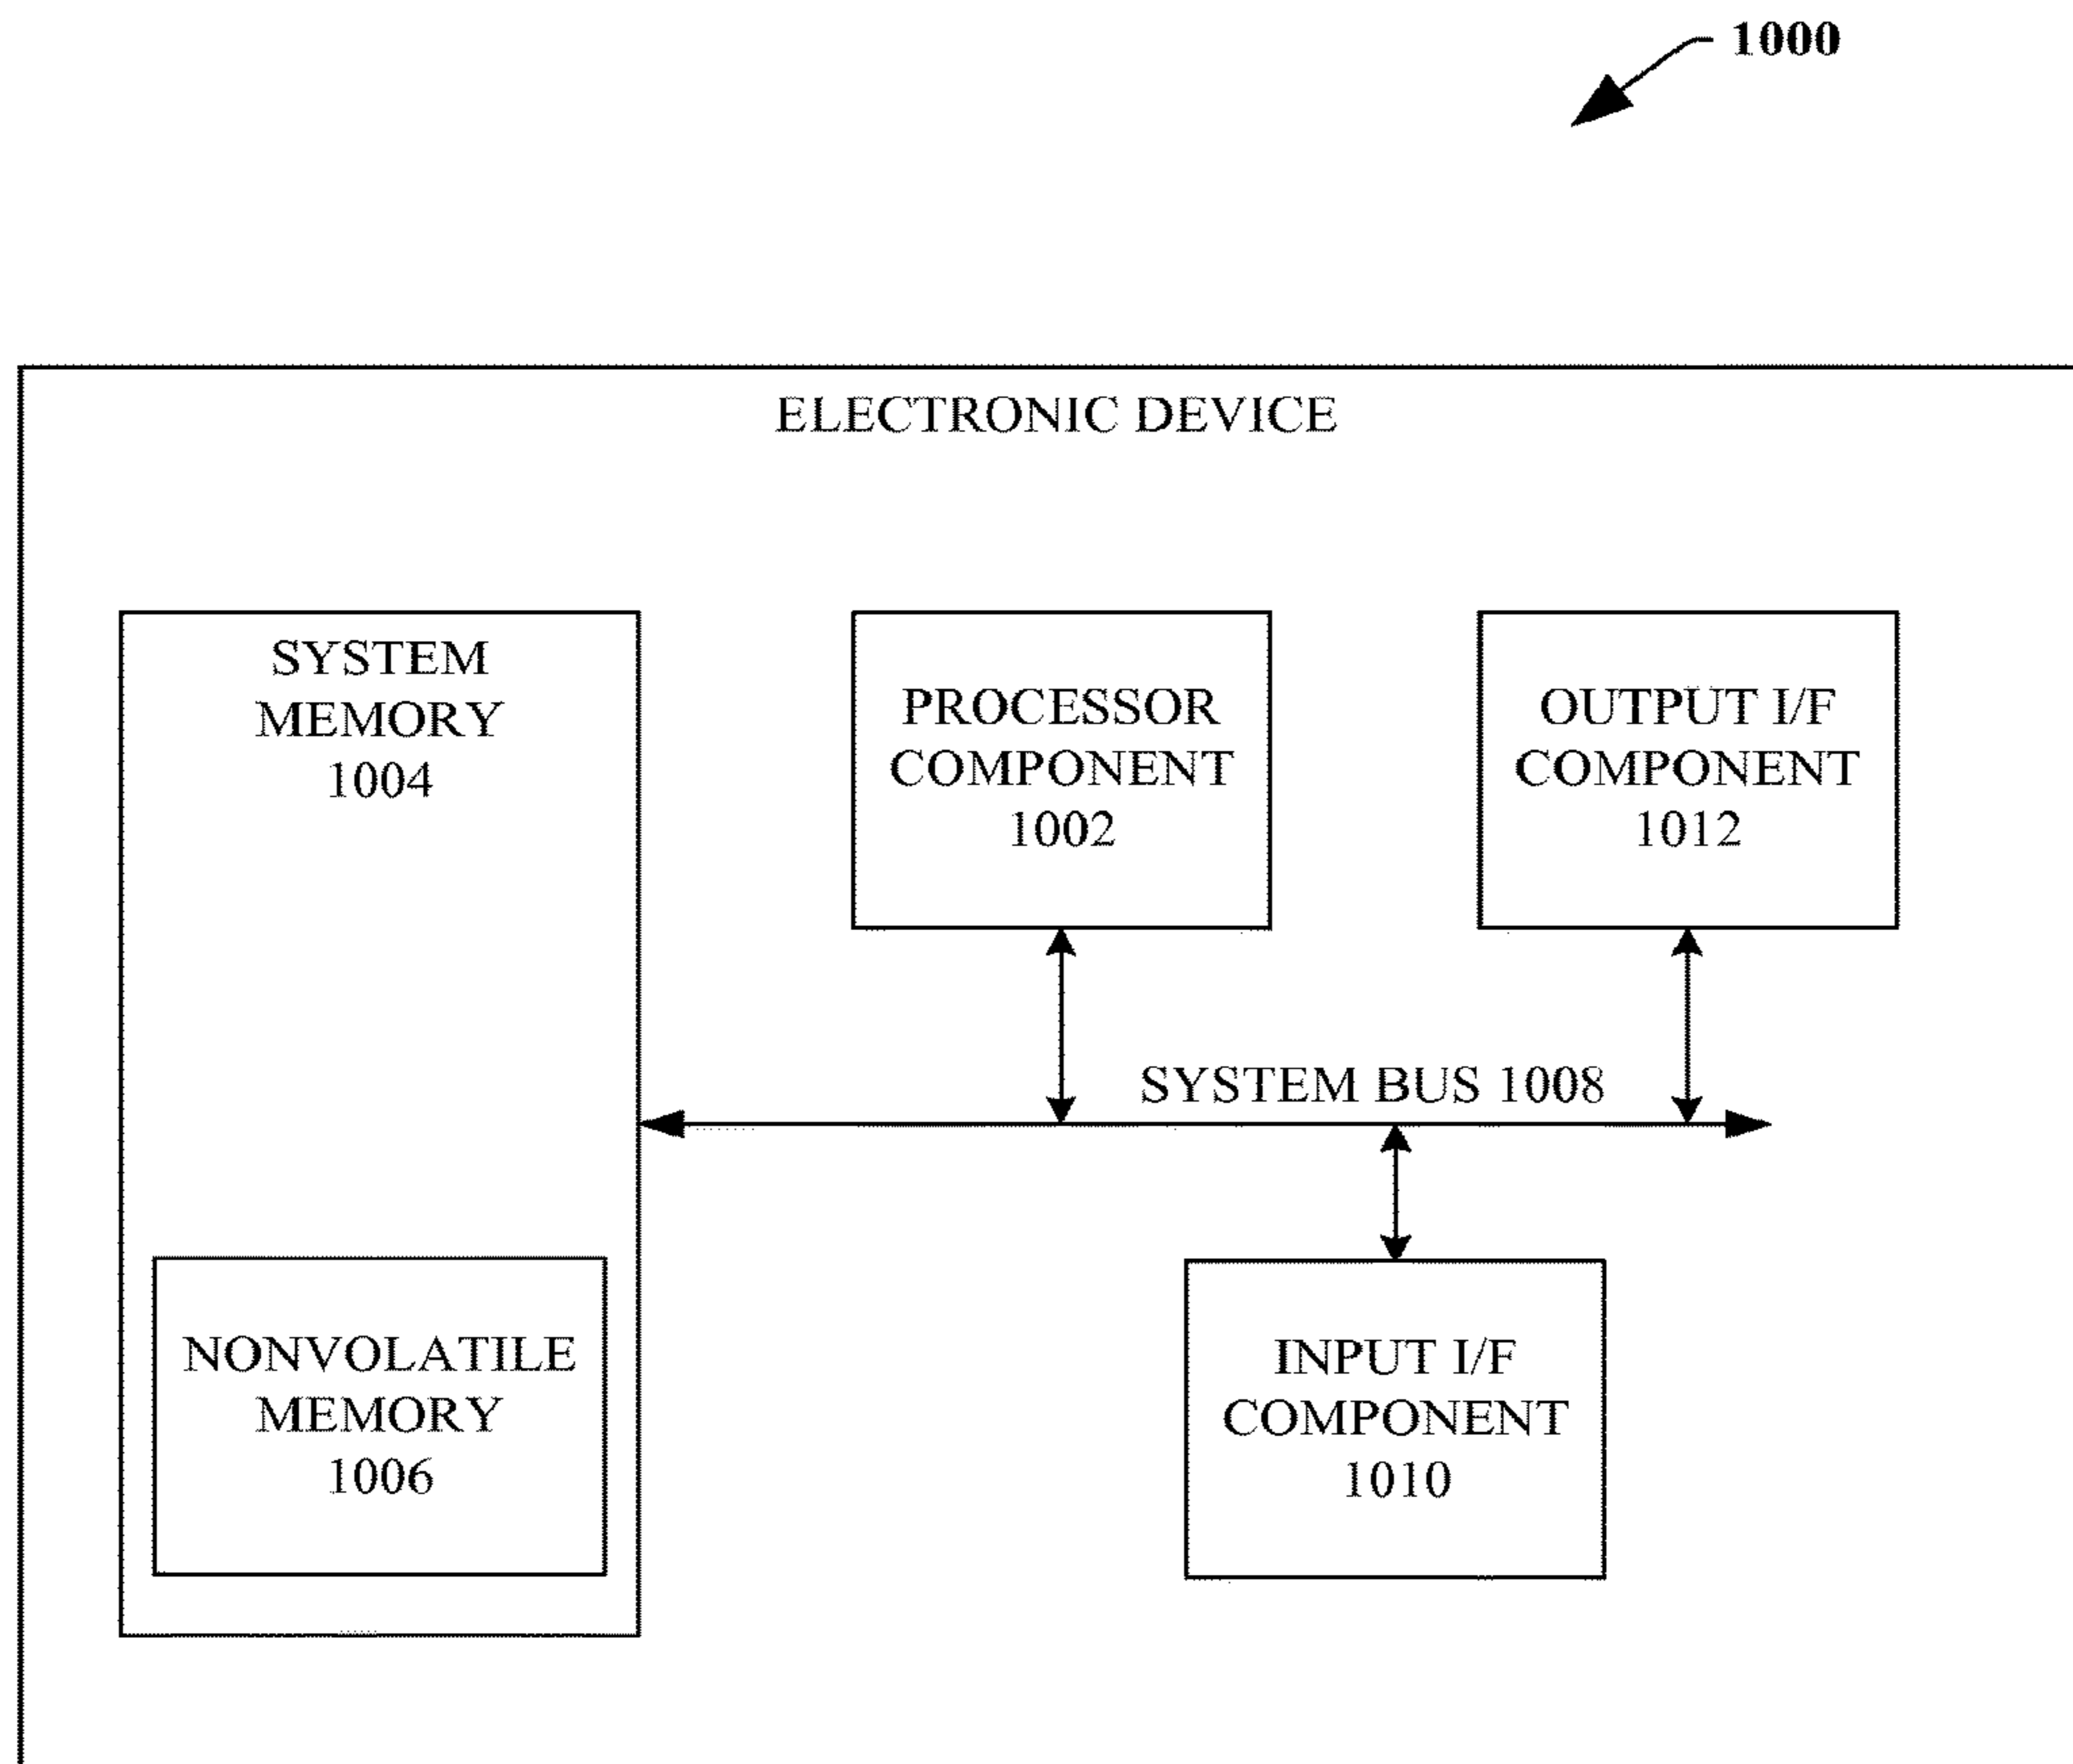 1000
ELECTRONIC DEVICE
SYSTEM
MEMORY
1004
PROCESSOR
COMPONENT
1002
OUTPUT I/F
COMPONENT
1012
SYSTEM BUS 1008
NONVOLATILE
MEMORY
1006
INPUT I/F
COMPONENT
1010